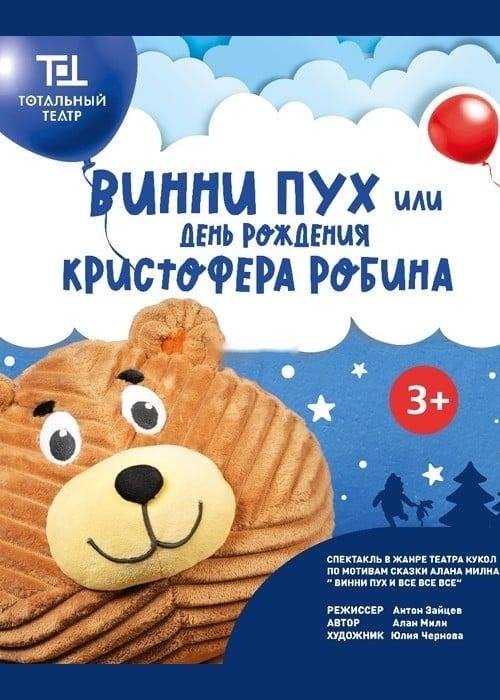 ТОТАЛЬНЫЙ
ТЕАТР
ВИННИ ПУХ или
ДЕНЬ РОЖДЕНИЯ
КРИСТОФЕРА РОБИНА
3+
СПЕКТАКЛЬ В ЖАНРЕ ТЕАТРА КУКОЛ
ПО МОТИВАМ СКАЗКИ АЛАНА МИЛНА
" ВИННИ ПУХ И ВСЕ ВСЕ ВСЕ"
РЕЖИССЕР Антон Зайцев
АВТОР Алан Мили
ХУДОЖНИК Юлия Чернова